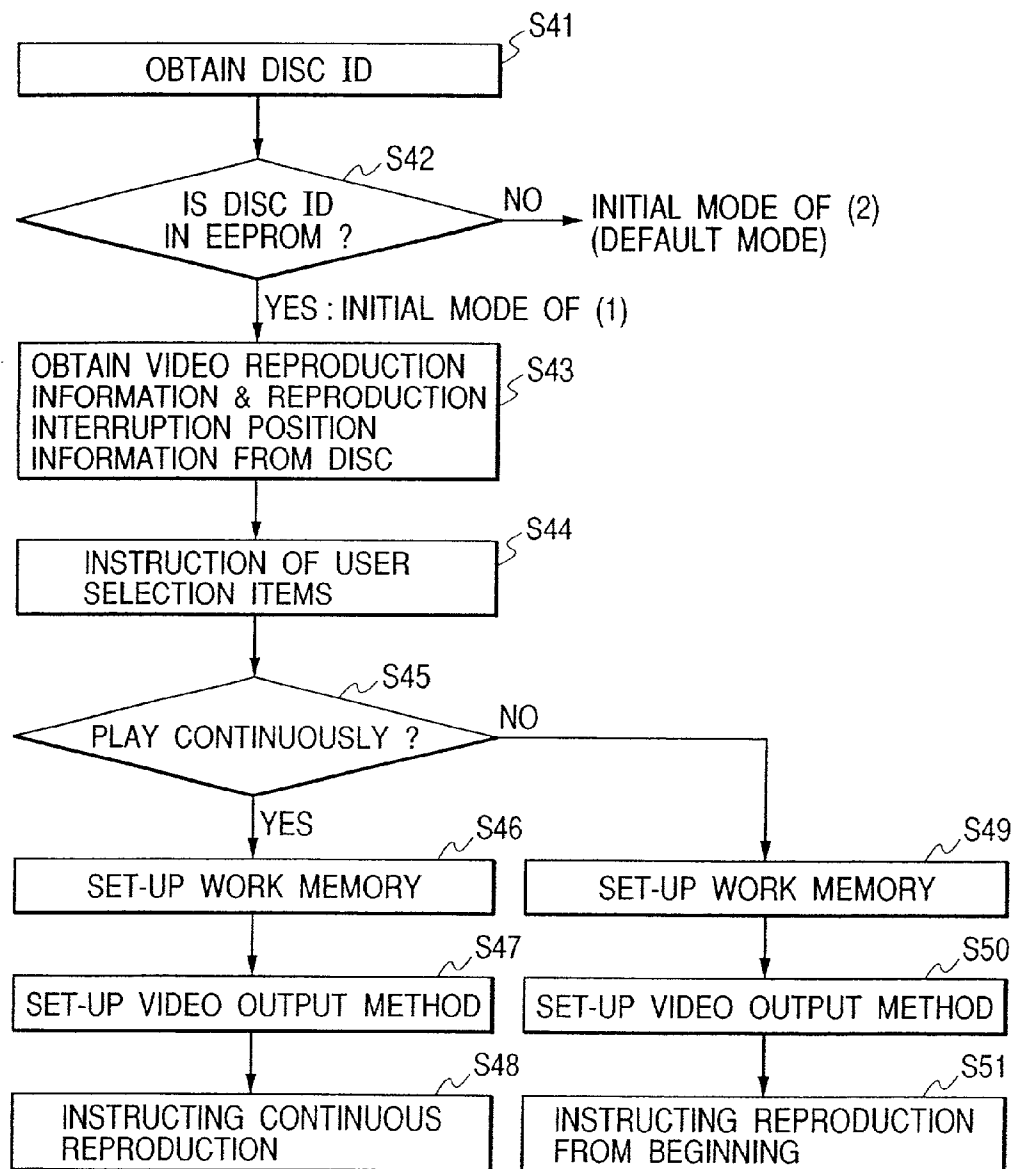 S41
OBTAIN DISC ID
S42
IS DISC ID
IN EEPROM ?
NO
INITIAL MODE OF (2)
(DEFAULT MODE)
YES : INITIAL MODE OF (1)
OBTAIN VIDEO REPRODUCTION
INFORMATION & REPRODUCTION
INTERRUPTION POSITION
INFORMATION FROM DISC
S43
S44
INSTRUCTION OF USER
SELECTION ITEMS
S45
PLAY CONTINUOUSLY ?
NO
YES
S46
SET-UP WORK MEMORY
S47
SET-UP VIDEO OUTPUT METHOD
S48
INSTRUCTING CONTINUOUS
REPRODUCTION
S49
SET-UP WORK MEMORY
S50
SET-UP VIDEO OUTPUT METHOD
S51
INSTRUCTING REPRODUCTION
FROM BEGINNING